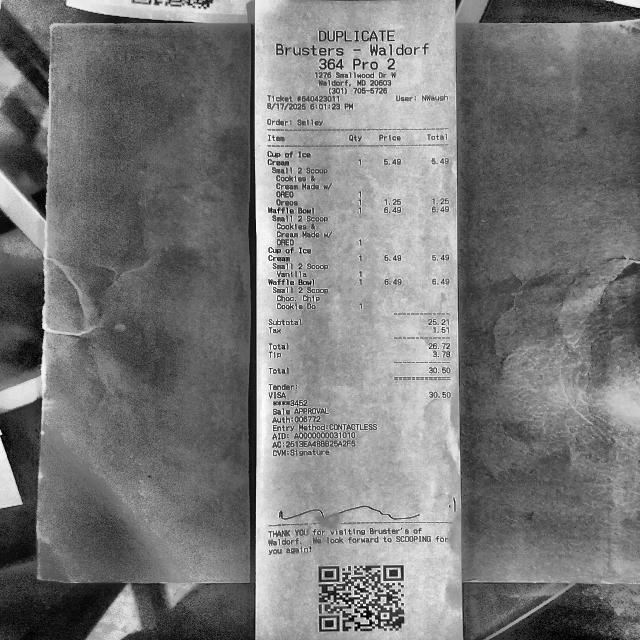 DUPLICATE
Brusters - Waldorf
364 Pro 2
1276 Smallwood Dr W
Waldorf, MD 20603
(301) 705-5726
Ticket #640423011 User: NWaush
8/17/2025 6:01:23 PM
Order: Smiley
Item Qty Price Total
Cup of Ice
Cream 1 5.49 5.49
Small 2 Scoop
Cookies &
Cream Made w/
OREO 1
Oreos 1 1.25 1.25
Waffle Bowl 1 6.49 6.49
Small 2 Scoop
Cookies &
Cream Made w/
OREO 1
Cup of Ice
Cream 1 5.49 5.49
Small 2 Scoop
Vanilla 1
Waffle Bowl 1 6.49 6.49
Small 2 Scoop
Choc. Chip
Cookie Do 1
Subtotal 25.21
Tax 1.51
Total 26.72
Tip 3.78
Total 30.50
Tender:
VISA 30.50
****3452
Sale APPROVAL
Auth:006772
Entry Method:CONTACTLESS
AID: A0000000031010
AC:2613EA48BB25A2F5
CVM:Signature
THANK YOU for visiting Bruster's of
Waldorf. We look forward to SCOOPING for
you again!